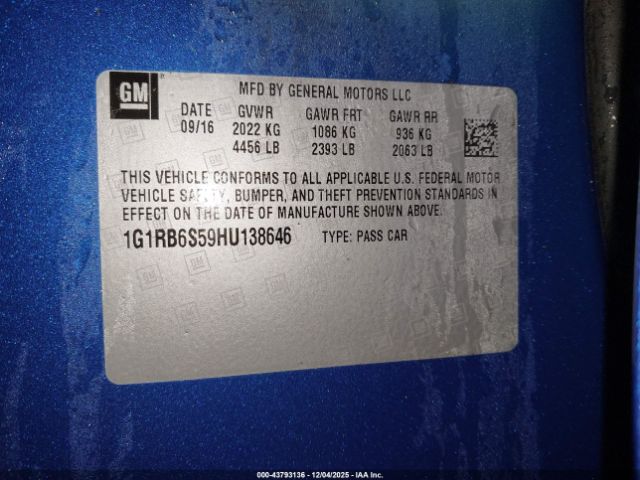 GM
MFD BY GENERAL MOTORS LLC
DATE GVWR GAWR FRT GAWR RR
09/16 2022 KG 1086 KG 936 KG
4456 LB 2393 LB 2063 LB
THIS VEHICLE CONFORMS TO ALL APPLICABLE U.S. FEDERAL MOTOR
VEHICLE SAFETY, BUMPER, AND THEFT PREVENTION STANDARDS IN
EFFECT ON THE DATE OF MANUFACTURE SHOWN ABOVE.
1G1RB6S59HU138646 TYPE: PASS CAR
000-43793136 - 12/04/2025 - IAA Inc.